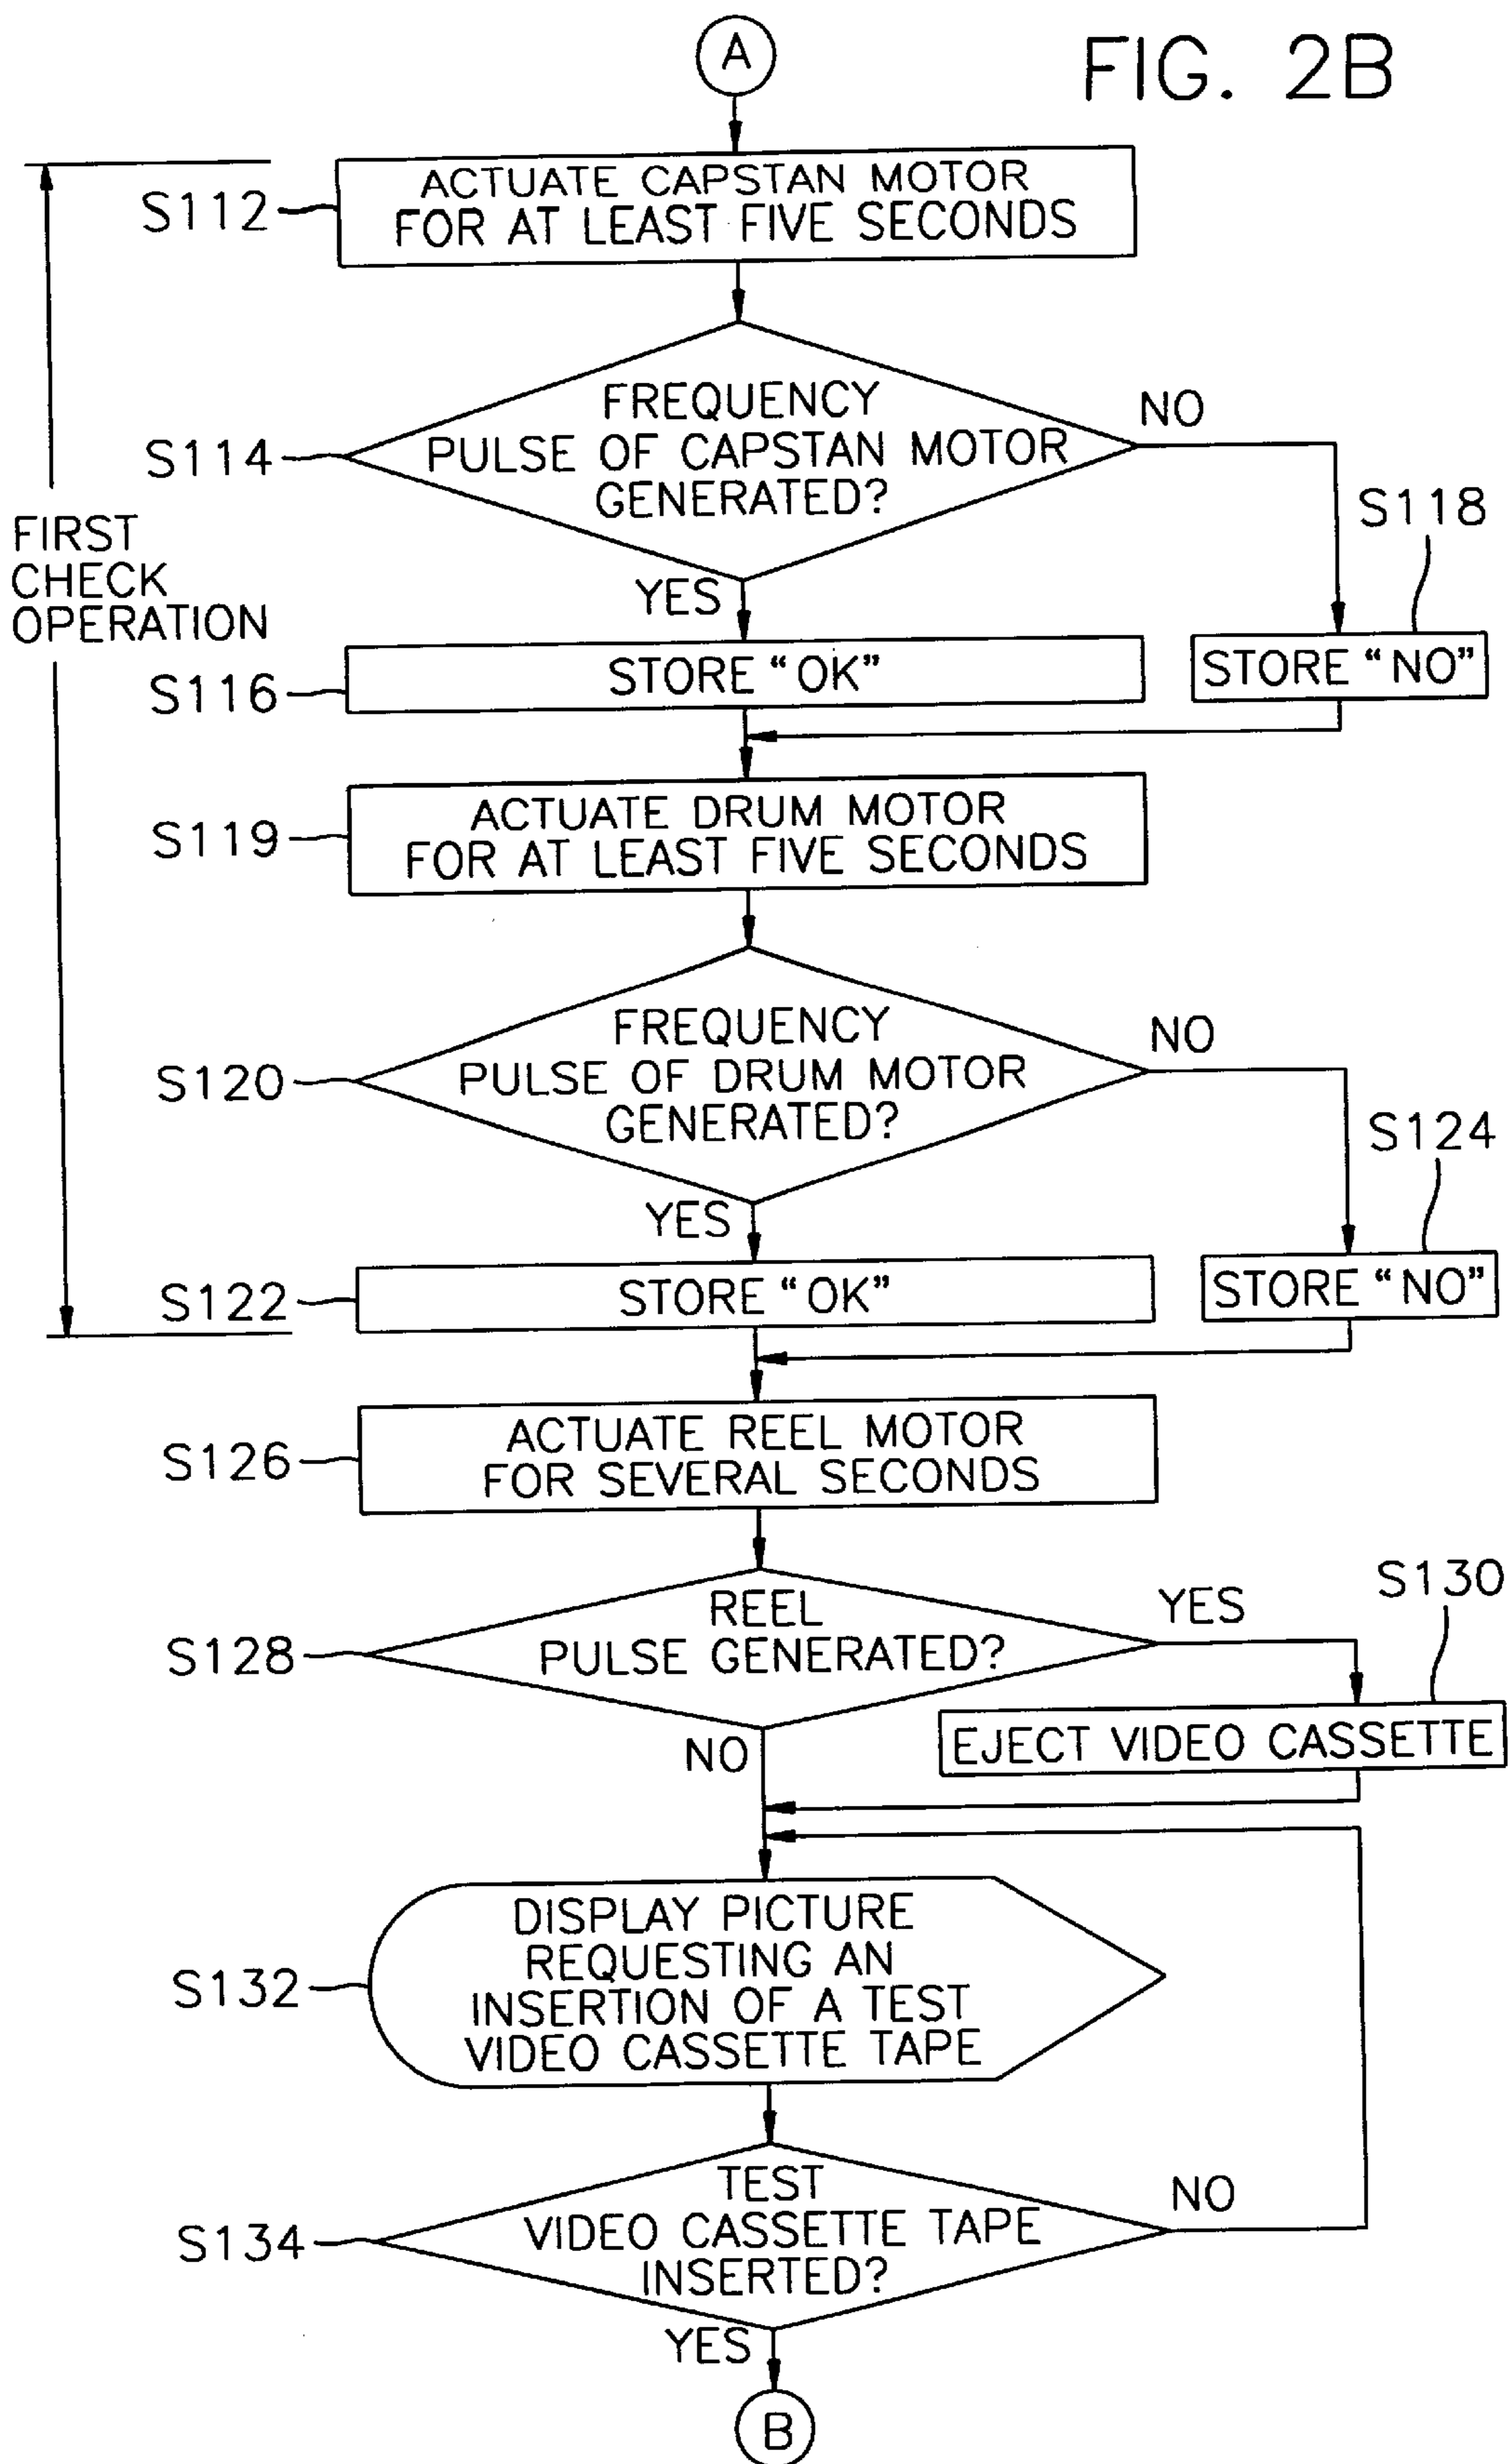 A
FIG. 2B
S112
ACTUATE CAPSTAN MOTOR
FOR AT LEAST FIVE SECONDS
S114
FREQUENCY
PULSE OF CAPSTAN MOTOR
GENERATED?
NO
YES
FIRST
CHECK
OPERATION
S118
S116
STORE "OK"
STORE "NO"
S119
ACTUATE DRUM MOTOR
FOR AT LEAST FIVE SECONDS
S120
FREQUENCY
PULSE OF DRUM MOTOR
GENERATED?
NO
YES
S124
S122
STORE "OK"
STORE "NO"
S126
ACTUATE REEL MOTOR
FOR SEVERAL SECONDS
S128
REEL
PULSE GENERATED?
YES
S130
NO
EJECT VIDEO CASSETTE
S132
DISPLAY PICTURE
REQUESTING AN
INSERTION OF A TEST
VIDEO CASSETTE TAPE
S134
TEST
VIDEO CASSETTE TAPE
INSERTED?
NO
YES
B